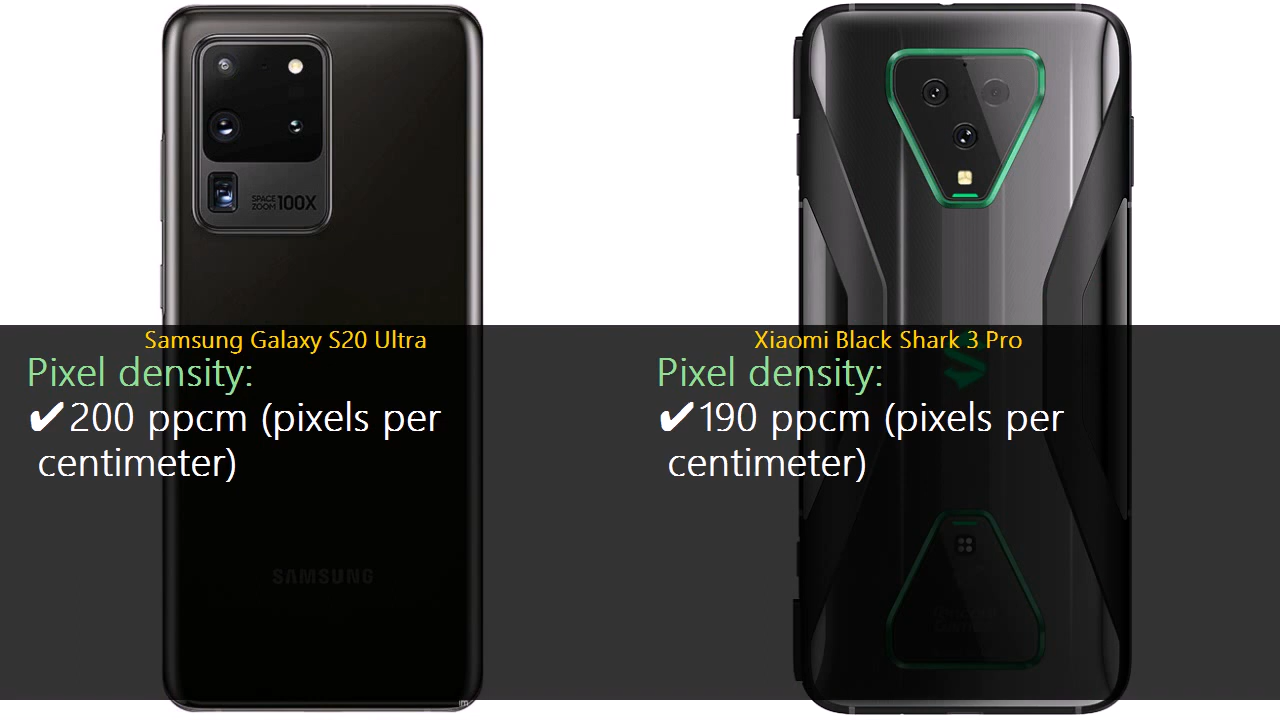 SPACE
ZOOM 100X
Samsung Galaxy S20 Ultra
Pixel density:
✔200 ppcm (pixels per
centimeter)
SAMSUNG
Xiaomi Black Shark 3 Pro
Pixel density:
✔190 ppcm (pixels per
centimeter)